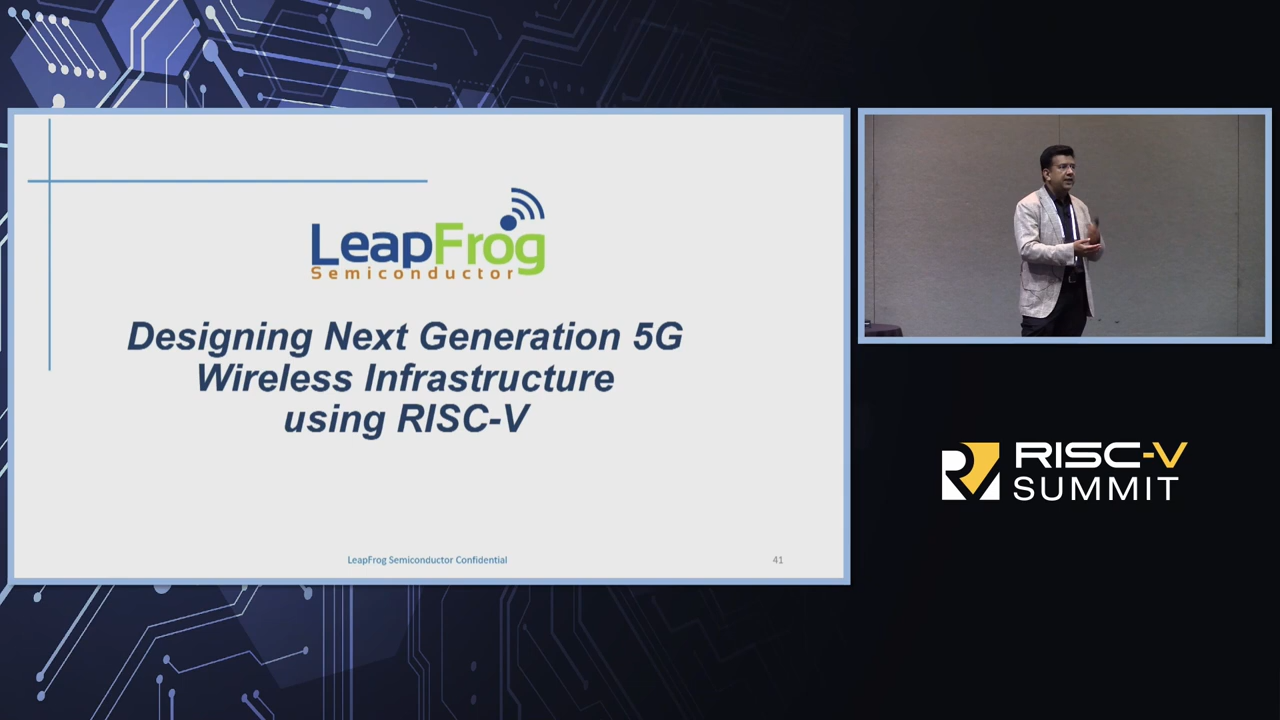 LeapFrog
Semiconductor
Designing Next Generation 5G
Wireless Infrastructure
using RISC-V
LeapFrog Semiconductor Confidential
41
RISC-V
SUMMIT